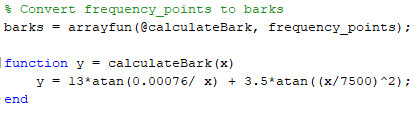 % Convert frequency_points to barks
barks = arrayfun(@calculateBark, frequency_points);
function y = calculateBark(x)
y = 13*atan(0.00076/ x) + 3.5*atan((x/7500)^2);
end